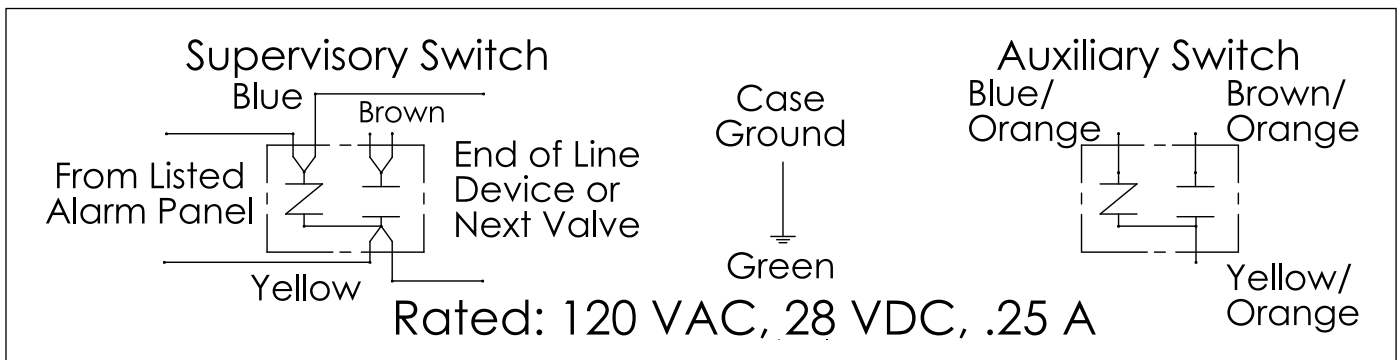 Supervisory Switch
Blue
Brown
From Listed
Alarm Panel
End of Line
Device or
Next Valve
Yellow
Case
Ground
Green
Auxiliary Switch
Blue/
Orange
Brown/
Orange
Yellow/
Orange
Rated: 120 VAC, 28 VDC, .25 A